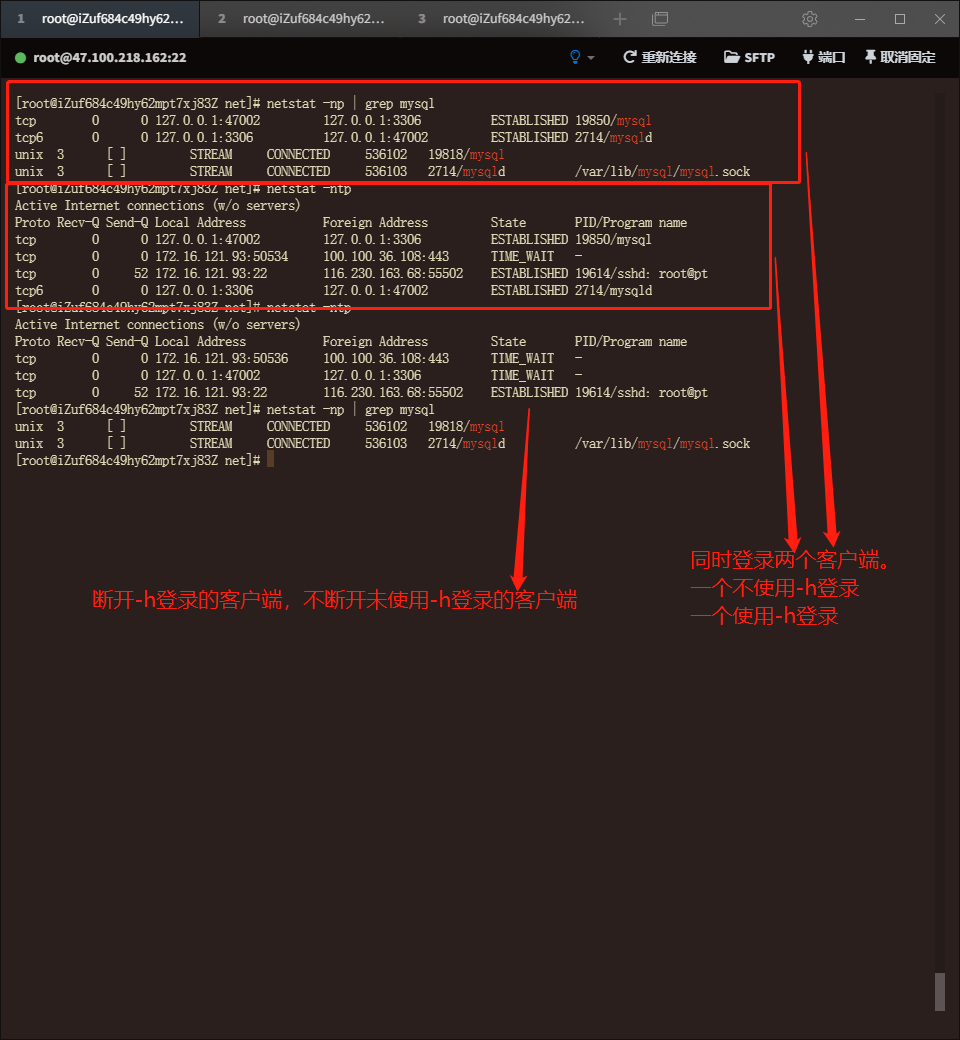 1 root@iZuf684c49hy62... 2 root@iZuf684c49hy62... 3 root@iZuf684c49hy62...
root@47.100.218.162:22 重新连接 SFTP 端口 取消固定
[root@iZuf684c49hy62mpt7xj83Z net]# netstat -np | grep mysql
tcp 0 0 127.0.0.1:47002 127.0.0.1:3306 ESTABLISHED 19850/mysql
tcp6 0 0 127.0.0.1:3306 127.0.0.1:47002 ESTABLISHED 2714/mysqld
unix 3 [ ] STREAM CONNECTED 536102 19818/mysql
unix 3 [ ] STREAM CONNECTED 536103 2714/mysqld /var/lib/mysql/mysql.sock
[root@iZuf684c49hy62mpt7xj83Z net]# netstat -ntp
Active Internet connections (w/o servers)
Proto Recv-Q Send-Q Local Address Foreign Address State PID/Program name
tcp 0 0 127.0.0.1:47002 127.0.0.1:3306 ESTABLISHED 19850/mysql
tcp 0 0 172.16.121.93:50534 100.100.36.108:443 TIME_WAIT -
tcp 0 52 172.16.121.93:22 116.230.163.68:55502 ESTABLISHED 19614/sshd: root@pt
tcp6 0 0 127.0.0.1:3306 127.0.0.1:47002 ESTABLISHED 2714/mysqld
[root@iZuf684c49hy62mpt7xj83Z net]# netstat -ntp
Active Internet connections (w/o servers)
Proto Recv-Q Send-Q Local Address Foreign Address State PID/Program name
tcp 0 0 172.16.121.93:50536 100.100.36.108:443 TIME_WAIT -
tcp 0 0 127.0.0.1:47002 127.0.0.1:3306 TIME_WAIT -
tcp 0 52 172.16.121.93:22 116.230.163.68:55502 ESTABLISHED 19614/sshd: root@pt
[root@iZuf684c49hy62mpt7xj83Z net]# netstat -np | grep mysql
unix 3 [ ] STREAM CONNECTED 536102 19818/mysql
unix 3 [ ] STREAM CONNECTED 536103 2714/mysqld /var/lib/mysql/mysql.sock
[root@iZuf684c49hy62mpt7xj83Z net]#
同时登录两个客户端。
一个不使用-h登录
一个使用-h登录
断开-h登录的客户端，不断开未使用-h登录的客户端